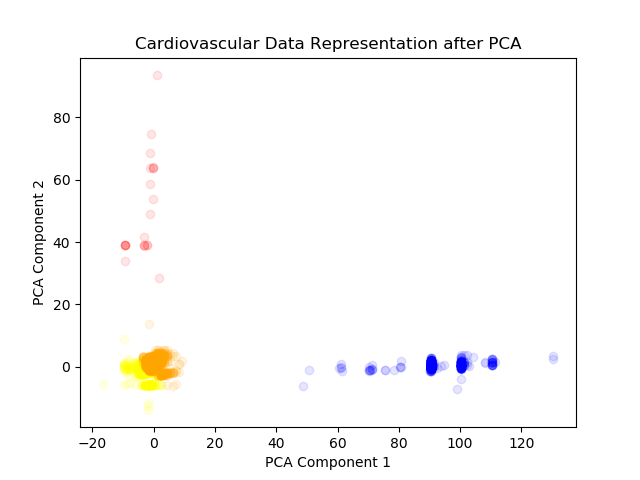 Cardiovascular Data Representation after PCA
PCA Component 2
80
60
40
20
0
−20 0 20 40 60 80 100 120
PCA Component 1